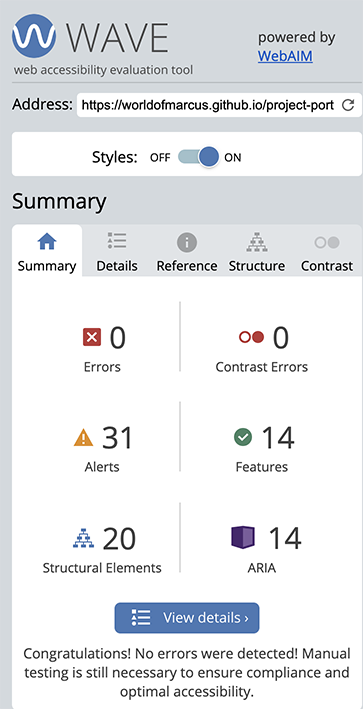 WAVE
web accessibility evaluation tool
powered by
WebAIM
Address: https://worldofmarcus.github.io/project-port
Styles: OFF ON
Summary
Summary Details Reference Structure Contrast
0
Errors
0
Contrast Errors
31
Alerts
14
Features
20
Structural Elements
14
ARIA
View details ›
Congratulations! No errors were detected! Manual
testing is still necessary to ensure compliance and
optimal accessibility.